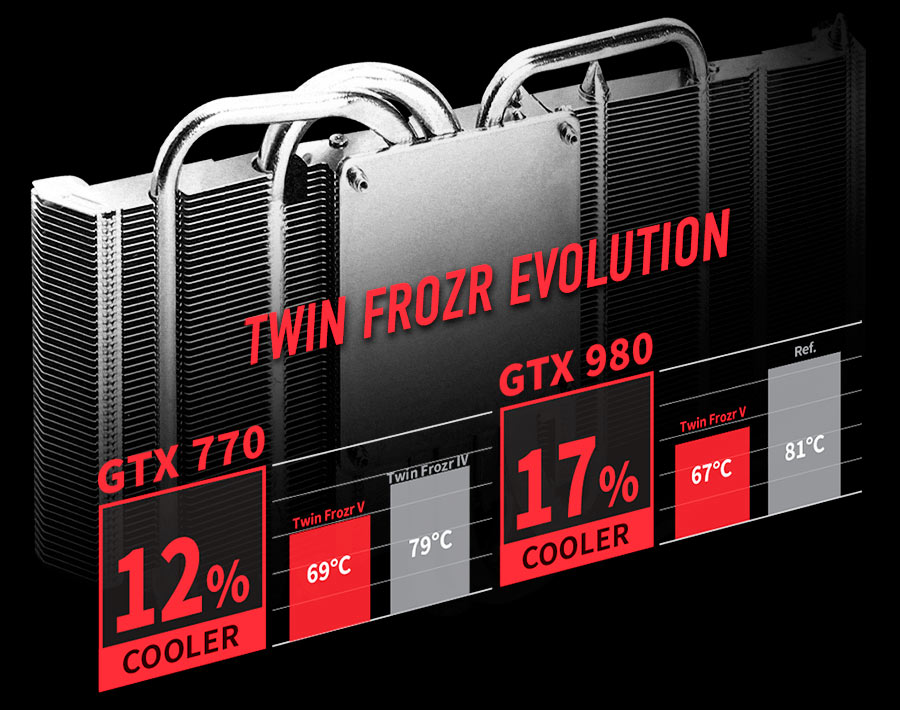 TWIN FROZR EVOLUTION
GTX 770
12%
COOLER
Twin Frozr V
69°C
Twin Frozr IV
79°C
GTX 980
17%
COOLER
Twin Frozr V
67°C
Ref.
81°C